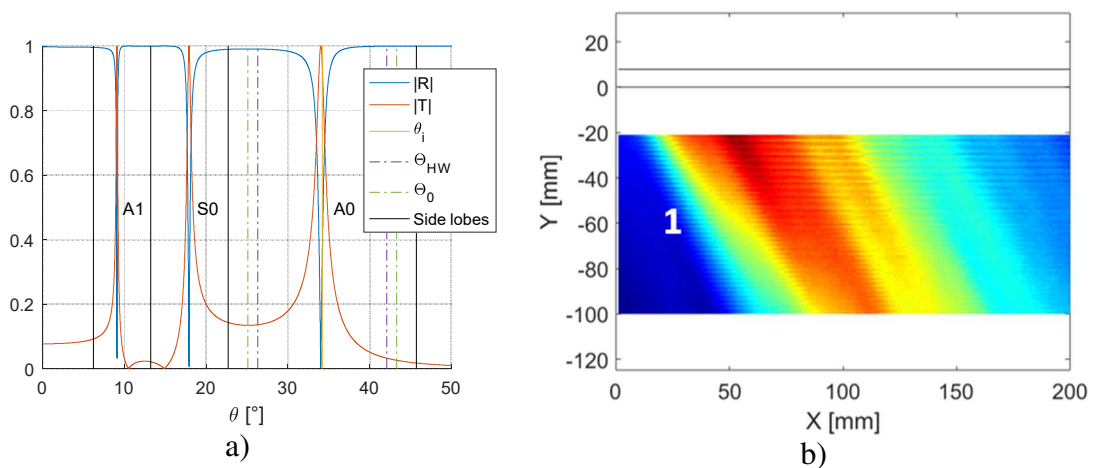 1
0.8
0.6
0.4
0.2
0
0 10 20 30 40 50
θ [°]
A1
S0
A0
|R|
|T|
θi
ΘHW
Θ0
Side lobes
a)
20
0
-20
-40
-60
-80
-100
-120
Y [mm]
1
0 50 100 150 200
X [mm]
b)